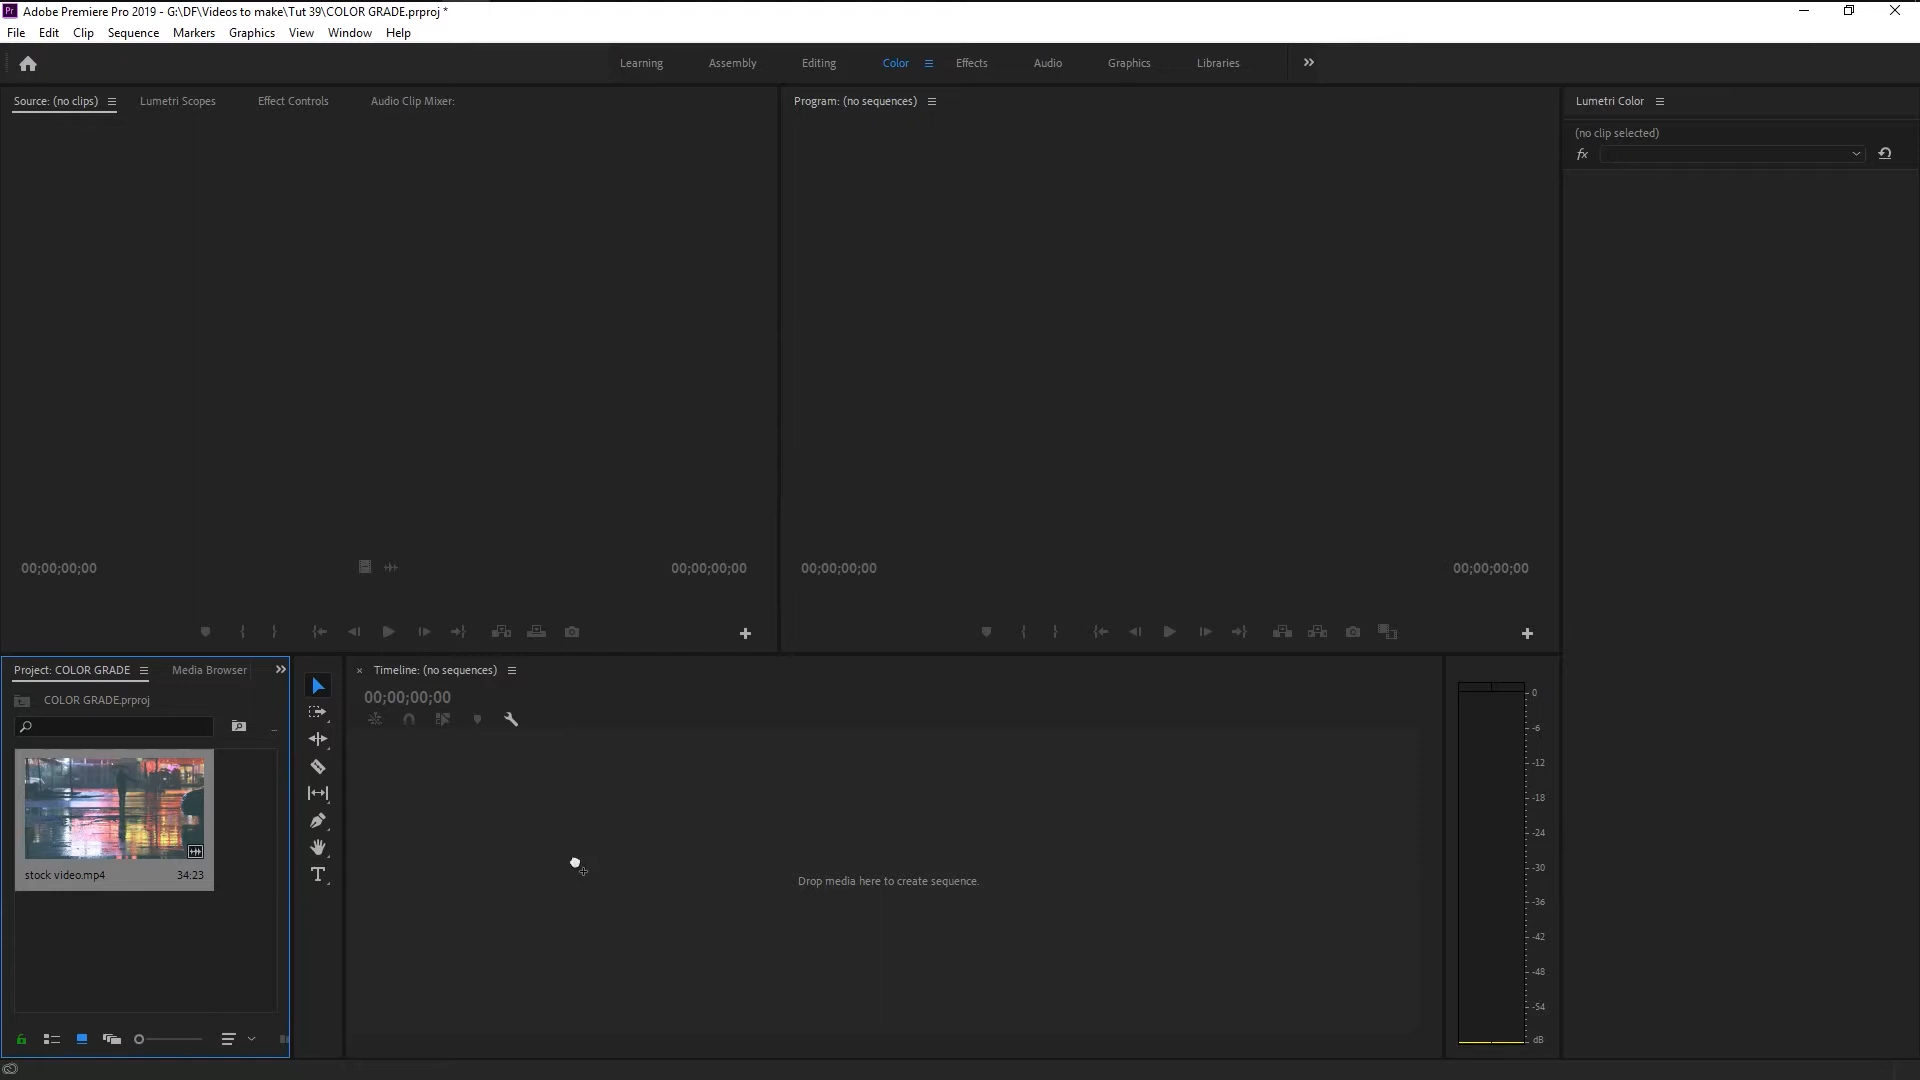 Pr Adobe Premiere Pro 2019 - G:\DF\Videos to make\Tut 39\COLOR GRADE.prproj *
File Edit Clip Sequence Markers Graphics View Window Help
Learning Assembly Editing Color Effects Audio Graphics Libraries
Source: (no clips) Lumetri Scopes Effect Controls Audio Clip Mixer:
Program: (no sequences)
Lumetri Color
(no clip selected)
fx
00;00;00;00 00;00;00;00
00;00;00;00 00;00;00;00
Project: COLOR GRADE Media Browser
COLOR GRADE.prproj
stock video.mp4 34:23
Timeline: (no sequences)
00;00;00;00
Drop media here to create sequence.
0
-6
-12
-18
-24
-30
-36
-42
-48
-54
dB